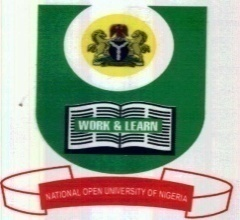 WORK & LEARN
NATIONAL OPEN UNIVERSITY OF NIGERIA